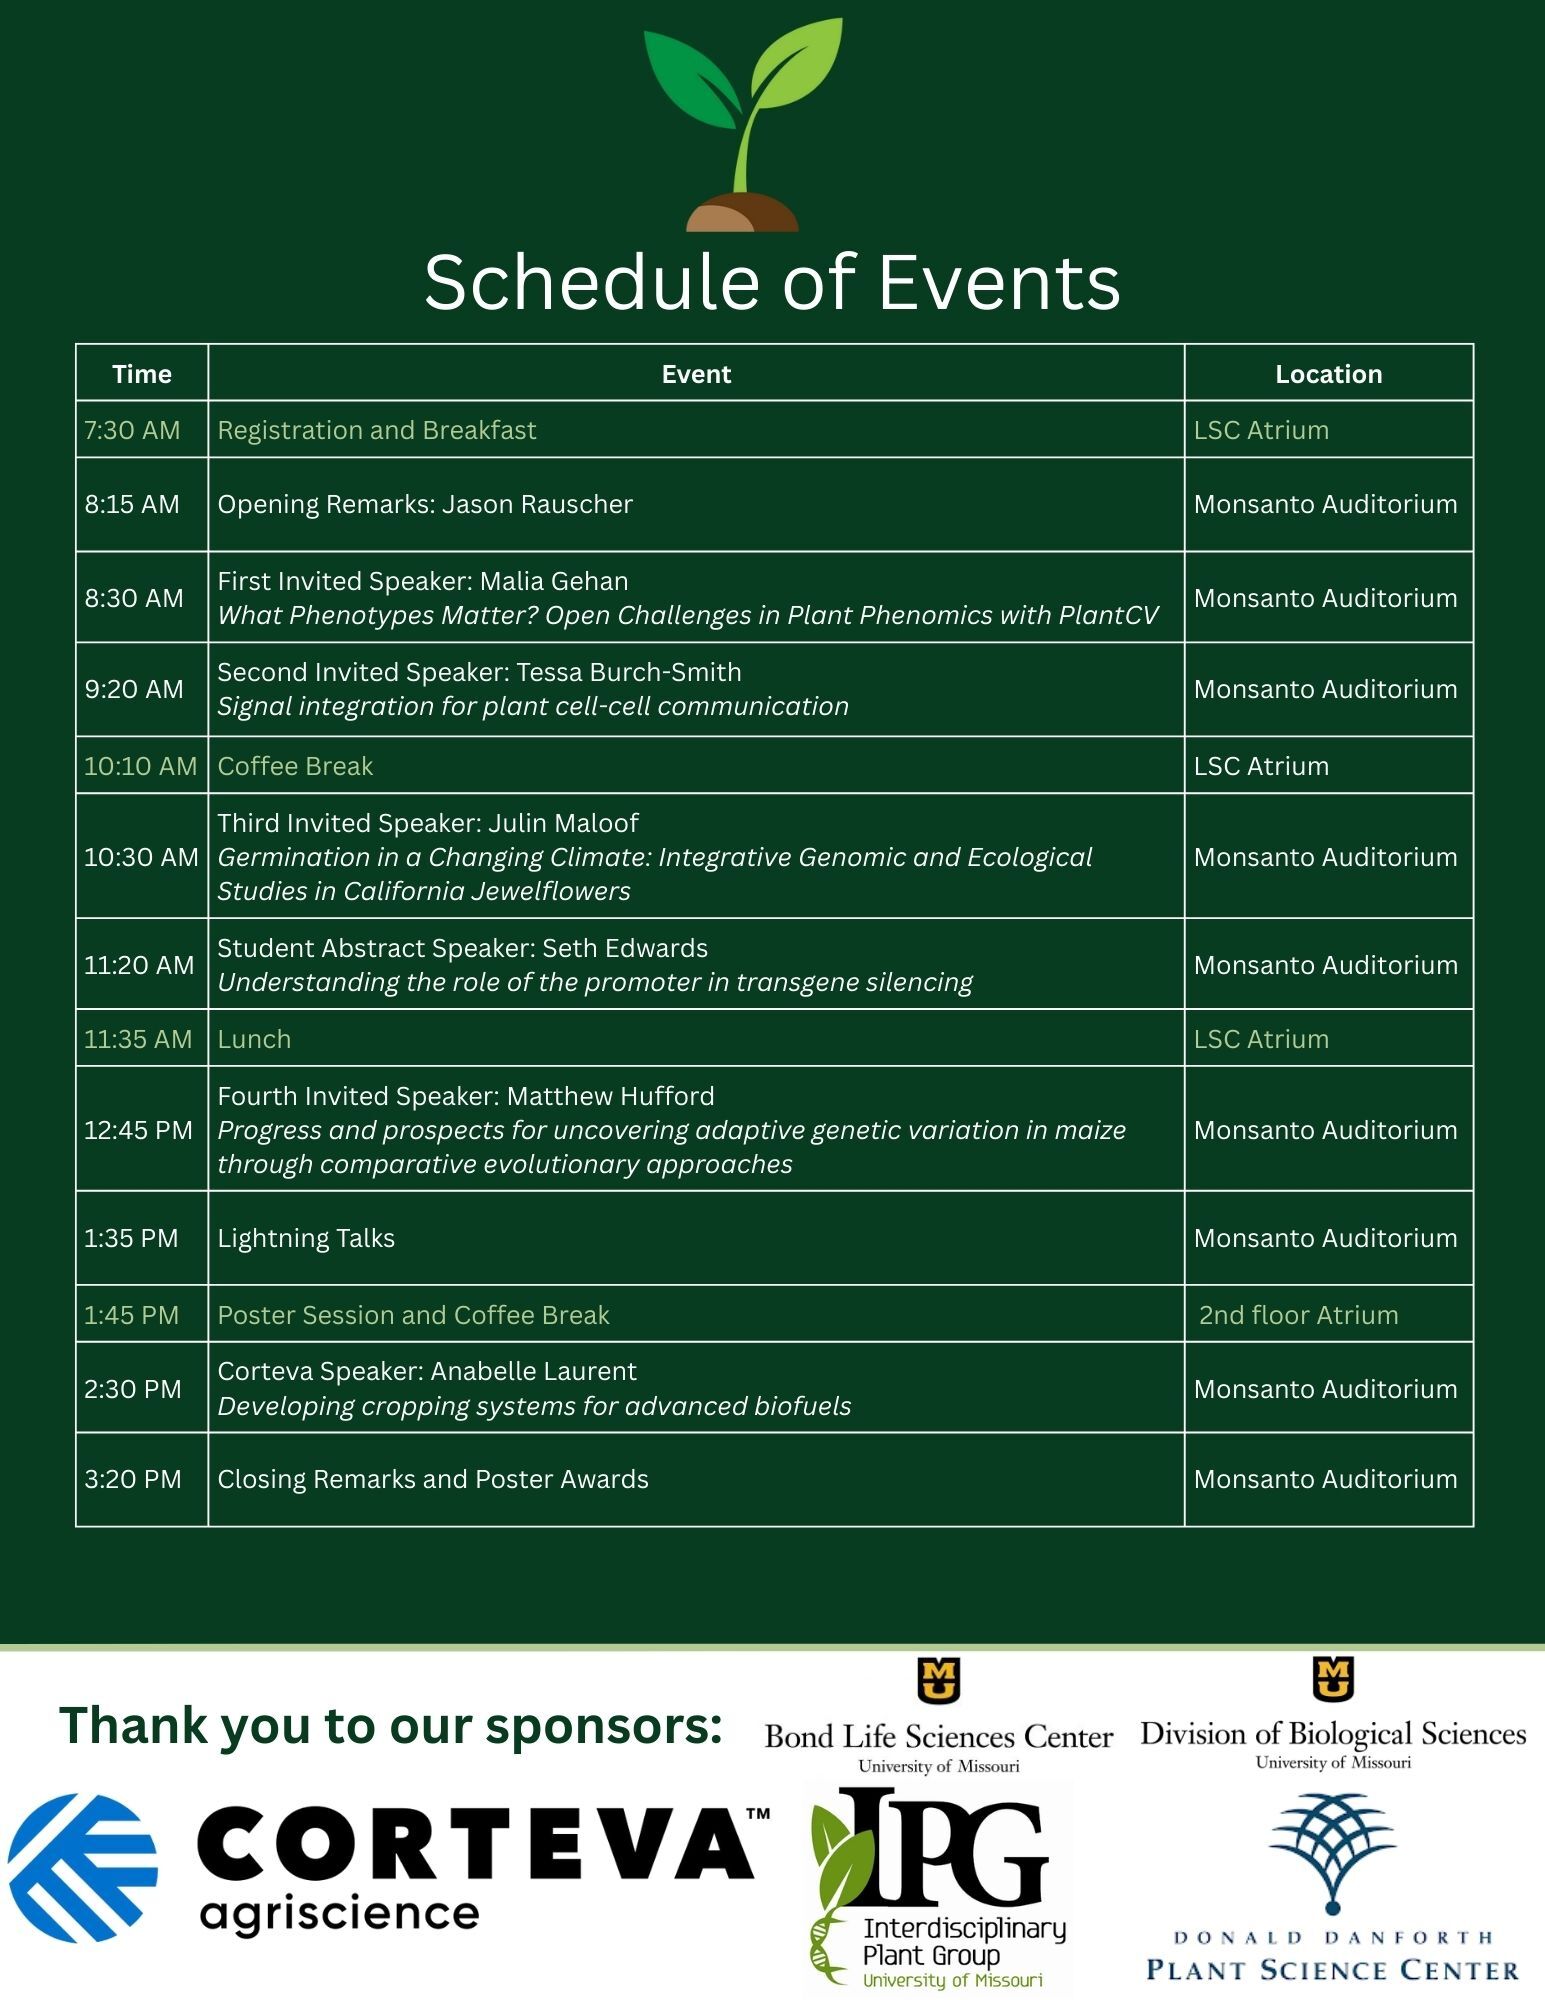 Schedule of Events
Time Event Location
7:30 AM Registration and Breakfast LSC Atrium
8:15 AM Opening Remarks: Jason Rauscher Monsanto Auditorium
First Invited Speaker: Malia Gehan
8:30 AM What Phenotypes Matter? Open Challenges in Plant Phenomics with PlantCV Monsanto Auditorium
Second Invited Speaker: Tessa Burch-Smith
9:20 AM Signal integration for plant cell-cell communication Monsanto Auditorium
10:10 AM Coffee Break LSC Atrium
Third Invited Speaker: Julin Maloof
10:30 AM Germination in a Changing Climate: Integrative Genomic and Ecological Monsanto Auditorium
Studies in California Jewelflowers
Student Abstract Speaker: Seth Edwards
11:20 AM Understanding the role of the promoter in transgene silencing Monsanto Auditorium
11:35 AM Lunch LSC Atrium
Fourth Invited Speaker: Matthew Hufford
12:45 PM Progress and prospects for uncovering adaptive genetic variation in maize Monsanto Auditorium
through comparative evolutionary approaches
1:35 PM Lightning Talks Monsanto Auditorium
1:45 PM Poster Session and Coffee Break 2nd floor Atrium
Corteva Speaker: Anabelle Laurent
2:30 PM Developing cropping systems for advanced biofuels Monsanto Auditorium
3:20 PM Closing Remarks and Poster Awards Monsanto Auditorium
Thank you to our sponsors:
MU
Bond Life Sciences Center
University of Missouri
MU
Division of Biological Sciences
University of Missouri
CORTEVA™
agriscience
IPG
Interdisciplinary
Plant Group
University of Missouri
DONALD DANFORTH
PLANT SCIENCE CENTER